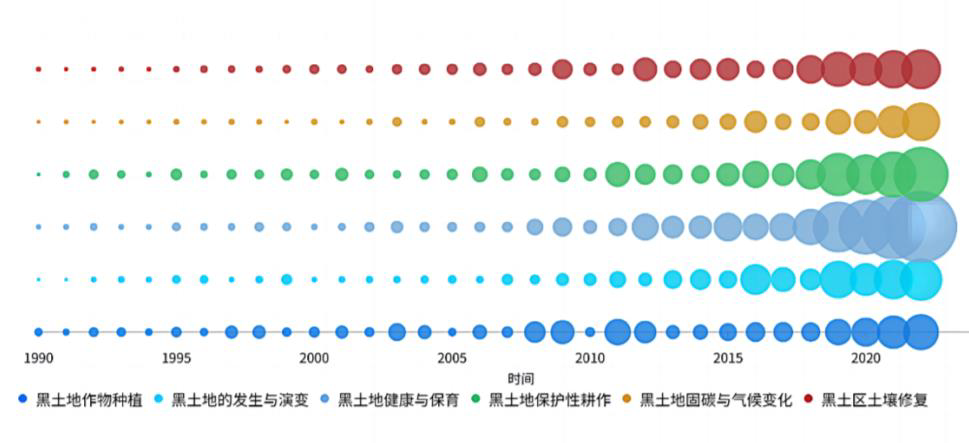 1990 1995 2000 2005 2010 2015 2020
时间
黑土地作物种植 黑土地的发生与演变 黑土地健康与保育 黑土地保护性耕作 黑土地固碳与气候变化 黑土区土壤修复